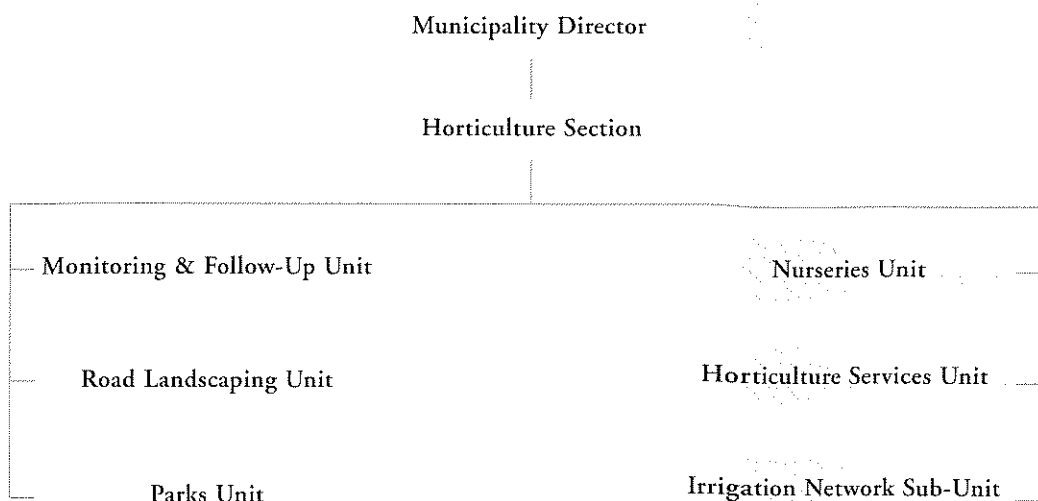 Municipality Director
Horticulture Section
Monitoring & Follow-Up Unit
Nurseries Unit
Road Landscaping Unit
Horticulture Services Unit
Parks Unit
Irrigation Network Sub-Unit